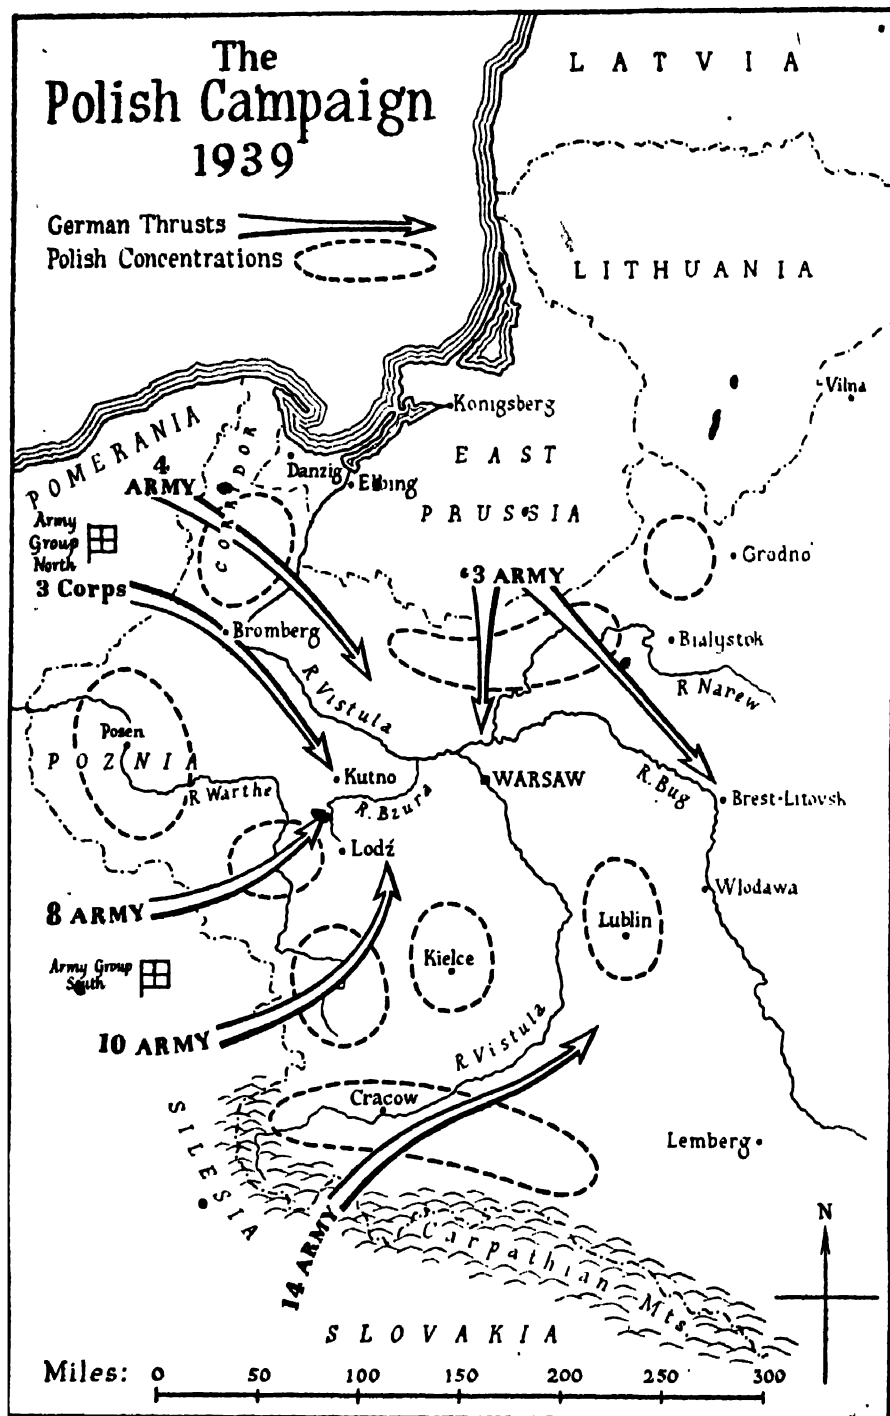 The
Polish Campaign
1939
German Thrusts
Polish Concentrations
LATVIA
LITHUANIA
Vilna
Konigsberg
POMERANIA
CORRIDOR
Danzig
Elbing
EAST
PRUSSIA
4
ARMY
Army
Group
North
3 Corps
3 ARMY
Grodno
Bromberg
Bialystok
R Vistula
R Narew
Posen
POZNIA
R Warthe
Kutno
R. Bzura
WARSAW
R. Bug
Brest-Litovsk
Lodź
Wlodawa
8 ARMY
Lublin
Kielce
Army Group
South
10 ARMY
R Vistula
Cracow
SILESIA
Lemberg
14 ARMY
Carpathian Mts
N
SLOVAKIA
Miles: 0 50 100 150 200 250 300